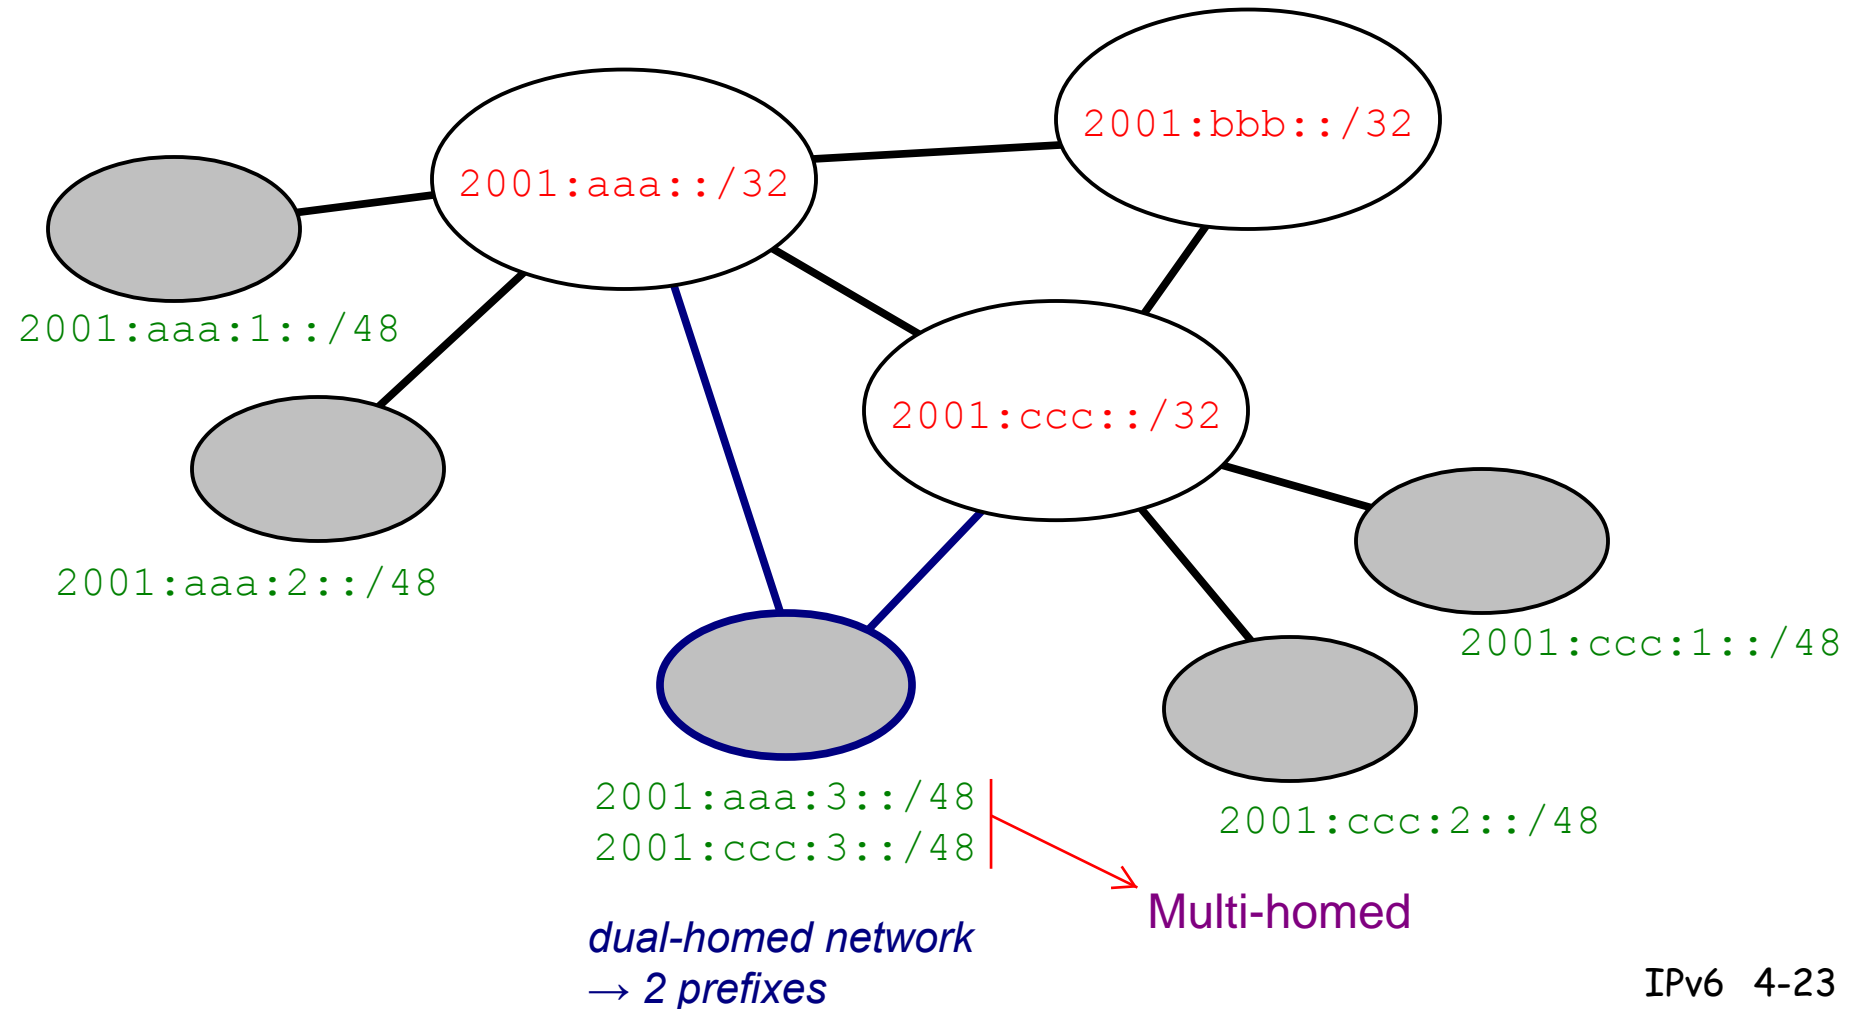 2001:bbb::/32
2001:aaa::/32
2001:aaa:1::/48
2001:ccc::/32
2001:aaa:2::/48
2001:ccc:1::/48
2001:aaa:3::/48
2001:ccc:3::/48
2001:ccc:2::/48
Multi-homed
dual-homed network
→ 2 prefixes
IPv6 4-23